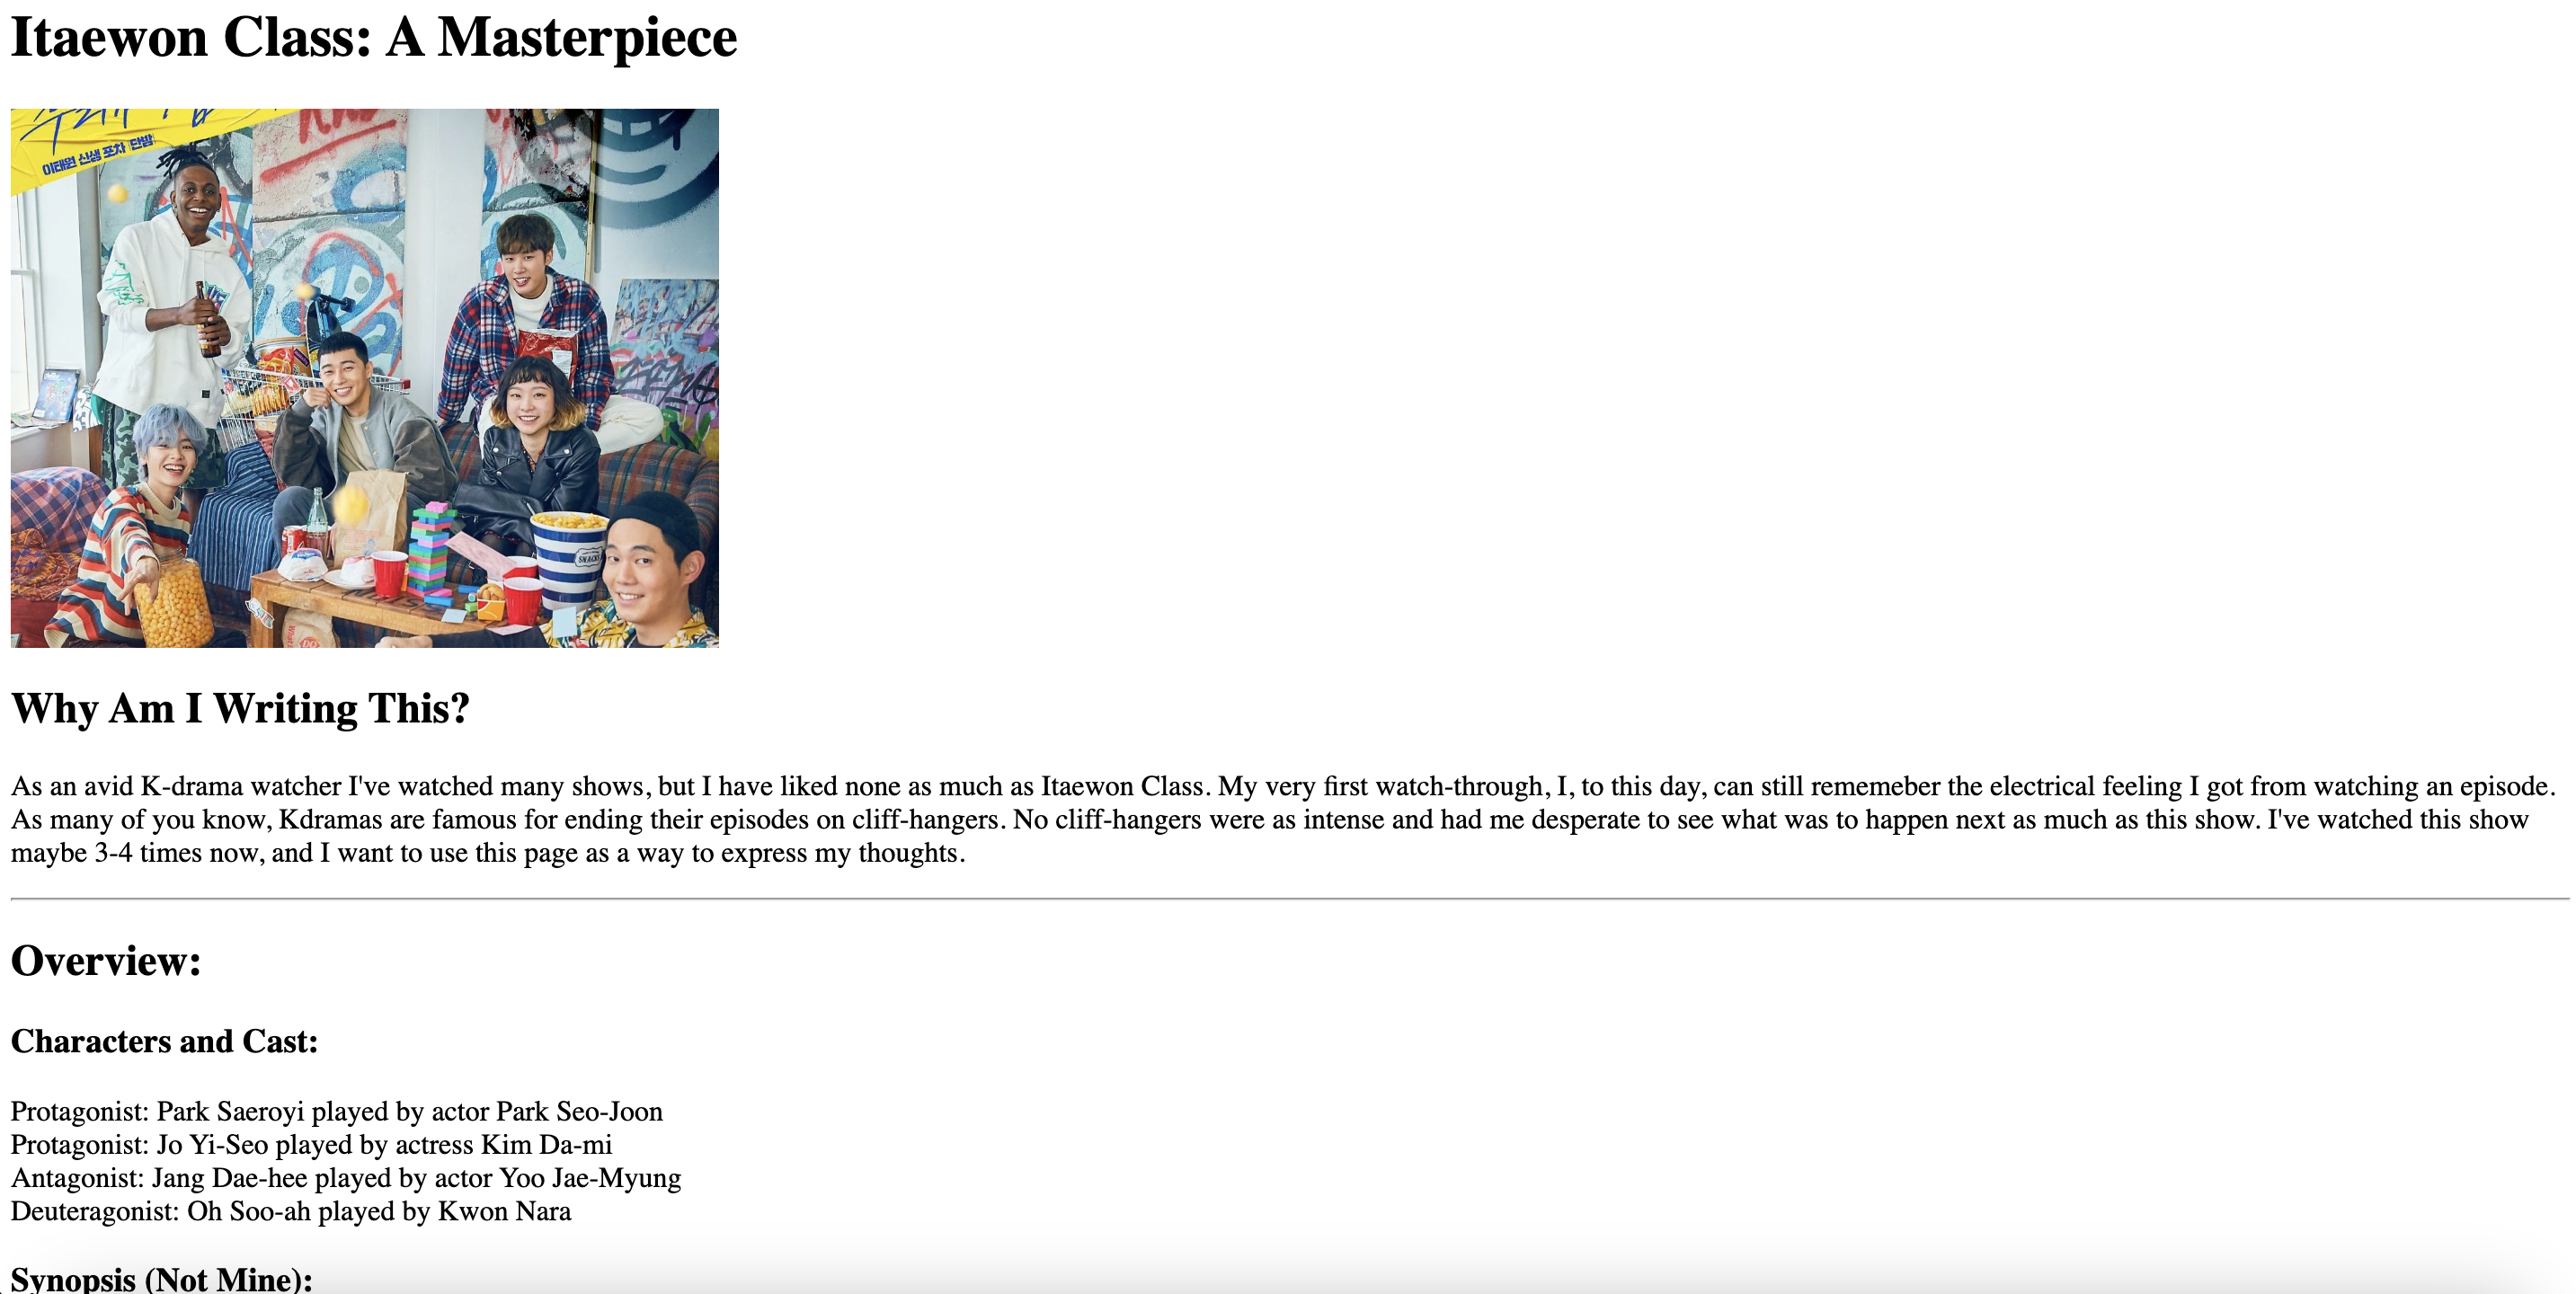 Itaewon Class: A Masterpiece
이태원 신생 포차 단밤
SNACKS
Why Am I Writing This?
As an avid K-drama watcher I've watched many shows, but I have liked none as much as Itaewon Class. My very first watch-through, I, to this day, can still rememeber the electrical feeling I got from watching an episode.
As many of you know, Kdramas are famous for ending their episodes on cliff-hangers. No cliff-hangers were as intense and had me desperate to see what was to happen next as much as this show. I've watched this show
maybe 3-4 times now, and I want to use this page as a way to express my thoughts.
Overview:
Characters and Cast:
Protagonist: Park Saeroyi played by actor Park Seo-Joon
Protagonist: Jo Yi-Seo played by actress Kim Da-mi
Antagonist: Jang Dae-hee played by actor Yoo Jae-Myung
Deuteragonist: Oh Soo-ah played by Kwon Nara
Synopsis (Not Mine):